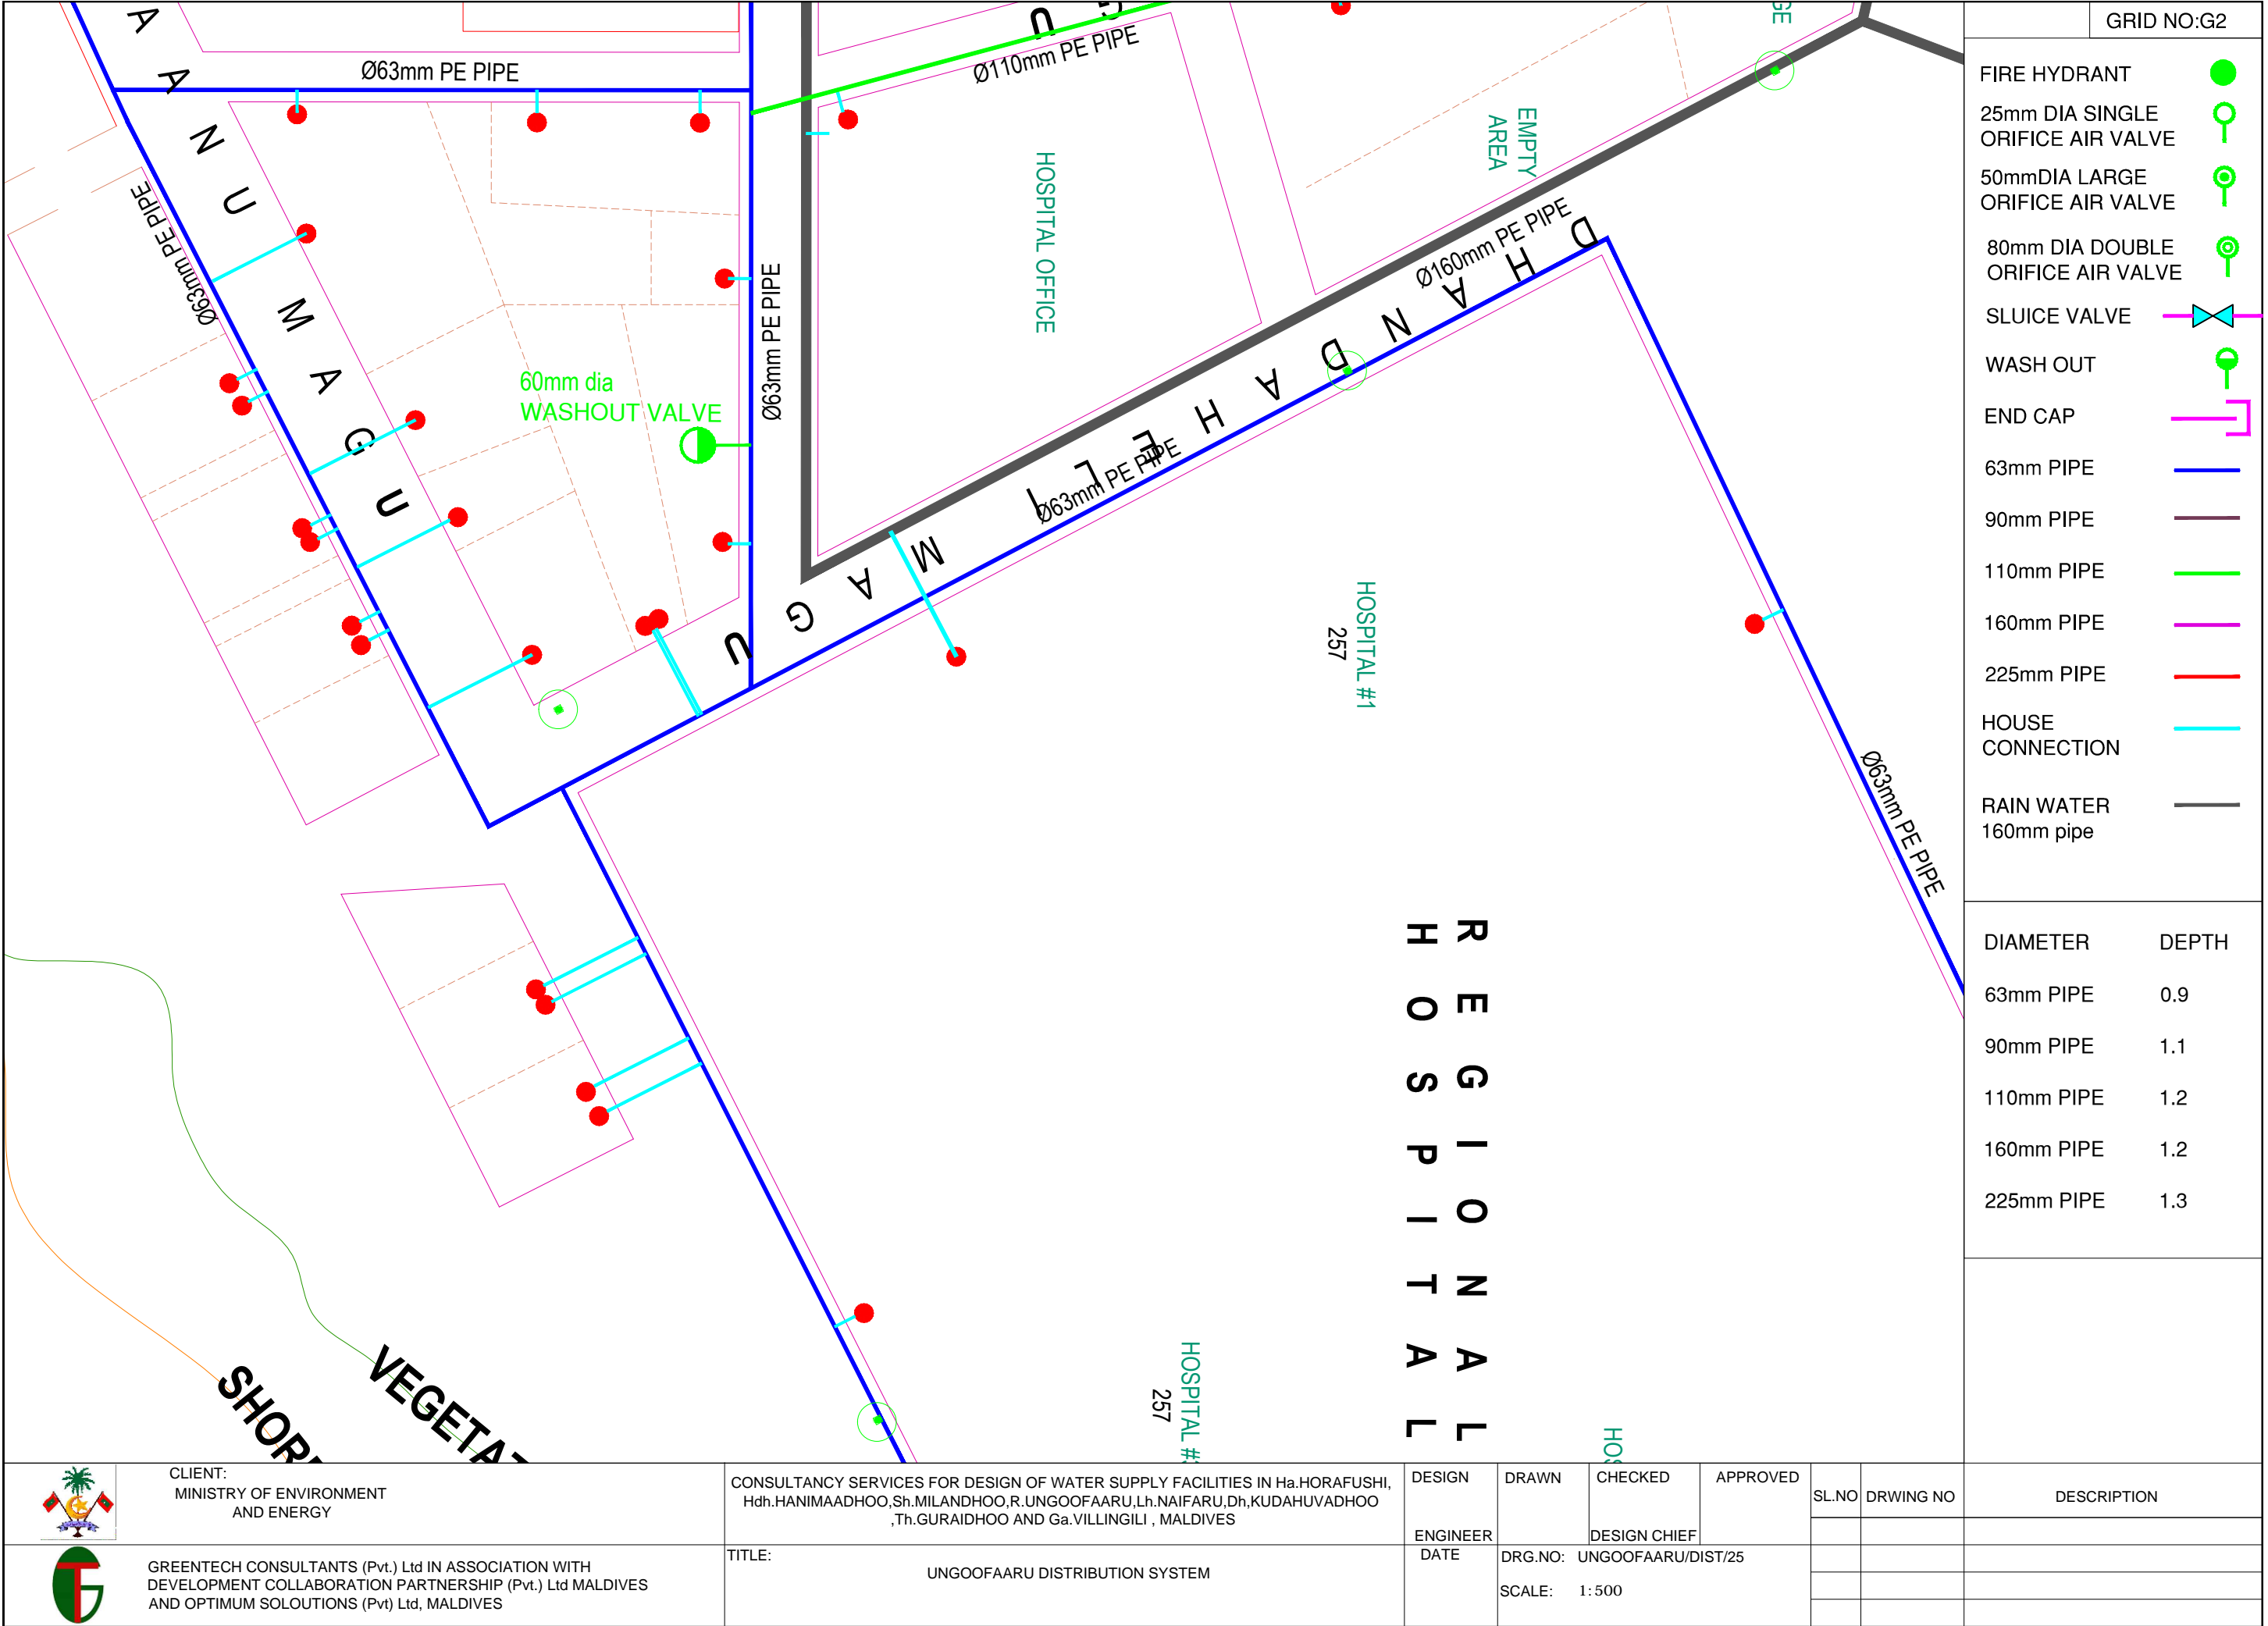 GRID NO:G2
FIRE HYDRANT
25mm DIA SINGLE
ORIFICE AIR VALVE
50mmDIA LARGE
ORIFICE AIR VALVE
80mm DIA DOUBLE
ORIFICE AIR VALVE
SLUICE VALVE
WASH OUT
END CAP
63mm PIPE
90mm PIPE
110mm PIPE
160mm PIPE
225mm PIPE
HOUSE
CONNECTION
RAIN WATER
160mm pipe
DIAMETER DEPTH
63mm PIPE 0.9
90mm PIPE 1.1
110mm PIPE 1.2
160mm PIPE 1.2
225mm PIPE 1.3
A A N U M A G U
G U
Ø63mm PE PIPE
Ø110mm PE PIPE
Ø63mm PE PIPE
Ø63mm PE PIPE
60mm dia
WASHOUT VALVE
HOSPITAL OFFICE
EMPTY
AREA
GE
Ø160mm PE PIPE
D H A N D A H E L I M A G U
Ø63mm PE PIPE
HOSPITAL #1
257
Ø63mm PE PIPE
REGIONAL
HOSPITAL
HOSPITAL #
257
HOS
SHOR
VEGETAT
CLIENT:
MINISTRY OF ENVIRONMENT
AND ENERGY
GREENTECH CONSULTANTS (Pvt.) Ltd IN ASSOCIATION WITH
DEVELOPMENT COLLABORATION PARTNERSHIP (Pvt.) Ltd MALDIVES
AND OPTIMUM SOLOUTIONS (Pvt) Ltd, MALDIVES
CONSULTANCY SERVICES FOR DESIGN OF WATER SUPPLY FACILITIES IN Ha.HORAFUSHI,
Hdh.HANIMAADHOO,Sh.MILANDHOO,R.UNGOOFAARU,Lh.NAIFARU,Dh,KUDAHUVADHOO
,Th.GURAIDHOO AND Ga.VILLINGILI , MALDIVES
TITLE:
UNGOOFAARU DISTRIBUTION SYSTEM
DESIGN DRAWN CHECKED APPROVED
ENGINEER DESIGN CHIEF
DATE
DRG.NO: UNGOOFAARU/DIST/25
SCALE: 1:500
SL.NO DRWING NO DESCRIPTION